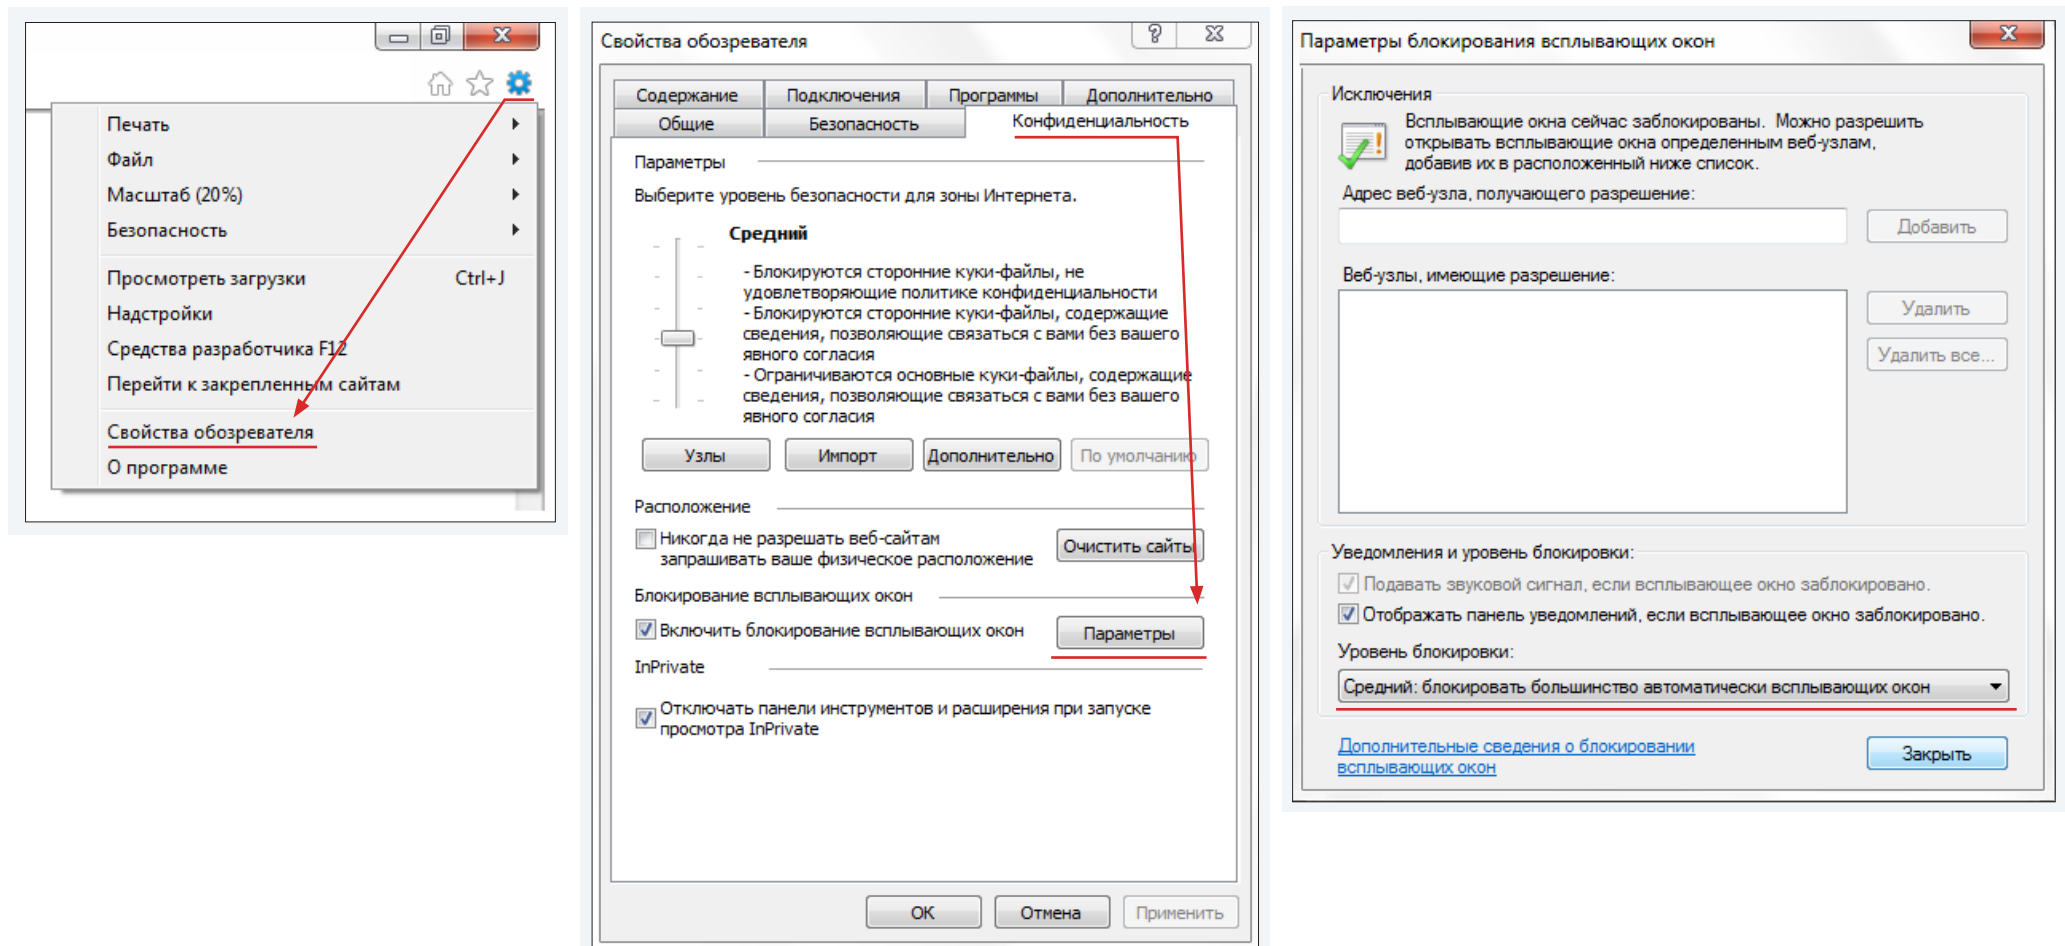 Печать
Файл
Масштаб (20%)
Безопасность
Просмотреть загрузки Ctrl+J
Надстройки
Средства разработчика F12
Перейти к закрепленным сайтам
Свойства обозревателя
О программе
Свойства обозревателя
Содержание Подключения Программы Дополнительно
Общие Безопасность Конфиденциальность
Параметры
Выберите уровень безопасности для зоны Интернета.
Средний
- Блокируются сторонние куки-файлы, не
удовлетворяющие политике конфиденциальности
- Блокируются сторонние куки-файлы, содержащие
сведения, позволяющие связаться с вами без вашего
явного согласия
- Ограничиваются основные куки-файлы, содержащие
сведения, позволяющие связаться с вами без вашего
явного согласия
Узлы Импорт Дополнительно По умолчанию
Расположение
Никогда не разрешать веб-сайтам
запрашивать ваше физическое расположение
Очистить сайты
Блокирование всплывающих окон
Включить блокирование всплывающих окон Параметры
InPrivate
Отключать панели инструментов и расширения при запуске
просмотра InPrivate
ОК Отмена Применить
Параметры блокирования всплывающих окон
Исключения
Всплывающие окна сейчас заблокированы. Можно разрешить
открывать всплывающие окна определенным веб-узлам,
добавив их в расположенный ниже список.
Адрес веб-узла, получающего разрешение:
Добавить
Веб-узлы, имеющие разрешение:
Удалить
Удалить все...
Уведомления и уровень блокировки:
Подавать звуковой сигнал, если всплывающее окно заблокировано.
Отображать панель уведомлений, если всплывающее окно заблокировано.
Уровень блокировки:
Средний: блокировать большинство автоматически всплывающих окон
Дополнительные сведения о блокировании
всплывающих окон
Закрыть